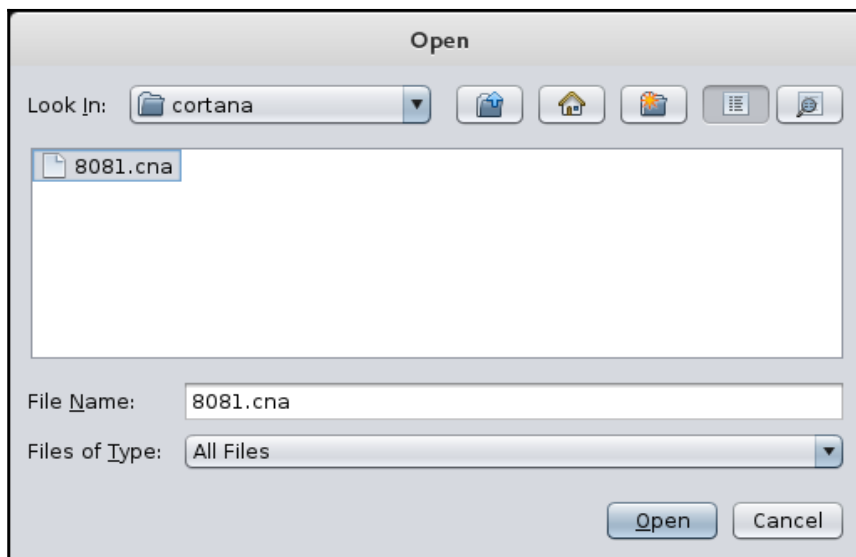 Open
Look In: cortana
8081.cna
File Name: 8081.cna
Files of Type: All Files
Open Cancel